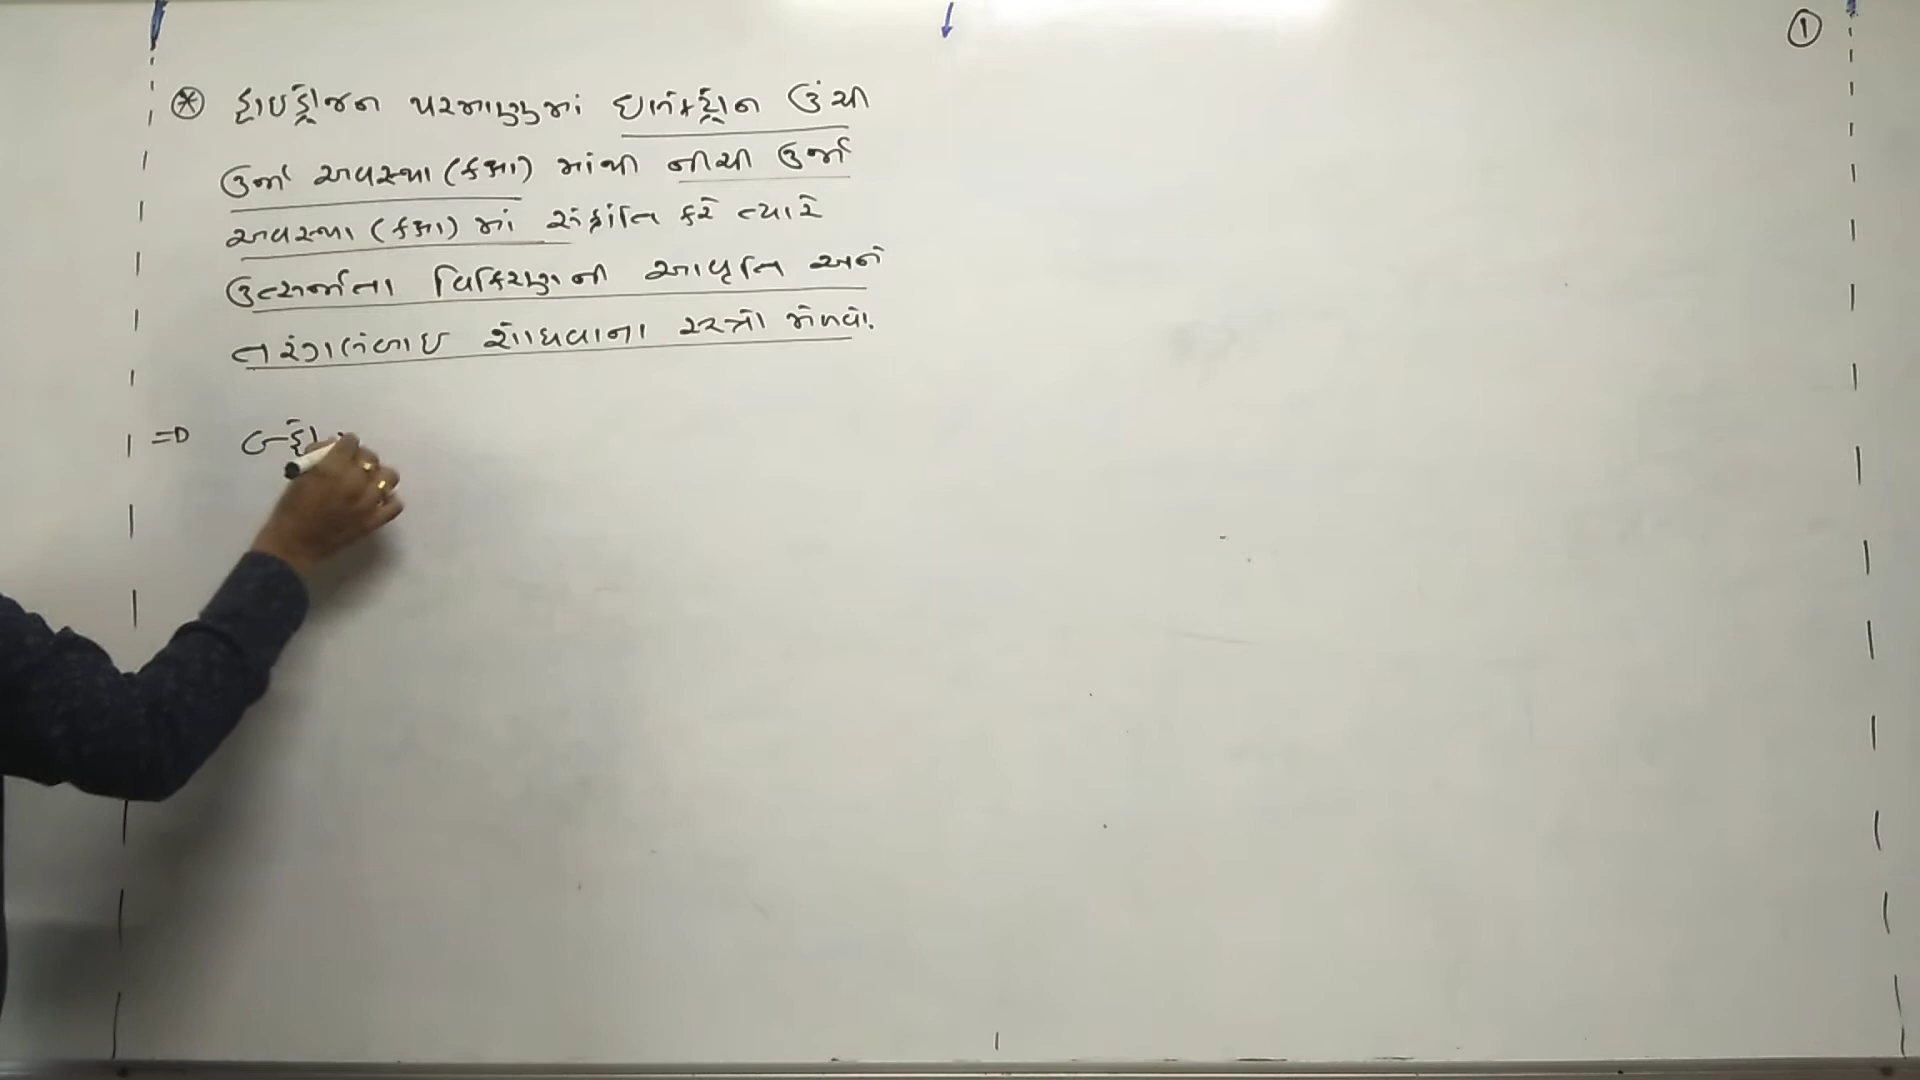 ①
* હાઇડ્રોજન પરમાણુમાં ઇલેક્ટ્રોન ઉંચી
ઉર્જા અવસ્થા (કક્ષા) માંથી નીચી ઉર્જા
અવસ્થા (કક્ષા) માં સંક્રાંતિ કરે ત્યારે
ઉત્સર્જાતા વિકિરણની આવૃતિ અને
તરંગલંબાઇ શોધવાના સૂત્રો મેળવો.
=>